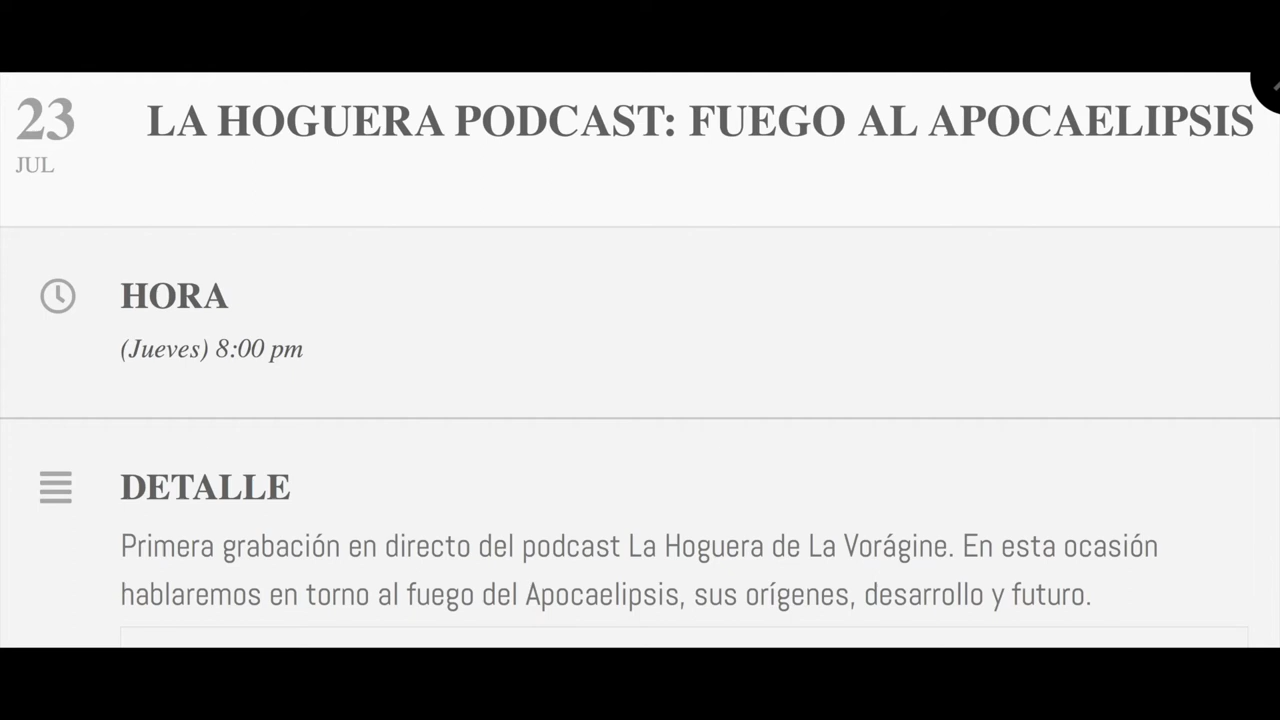 23
JUL
LA HOGUERA PODCAST: FUEGO AL APOCAELIPSIS
HORA
(Jueves) 8:00 pm
DETALLE
Primera grabación en directo del podcast La Hoguera de La Vorágine. En esta ocasión
hablaremos en torno al fuego del Apocaelipsis, sus orígenes, desarrollo y futuro.